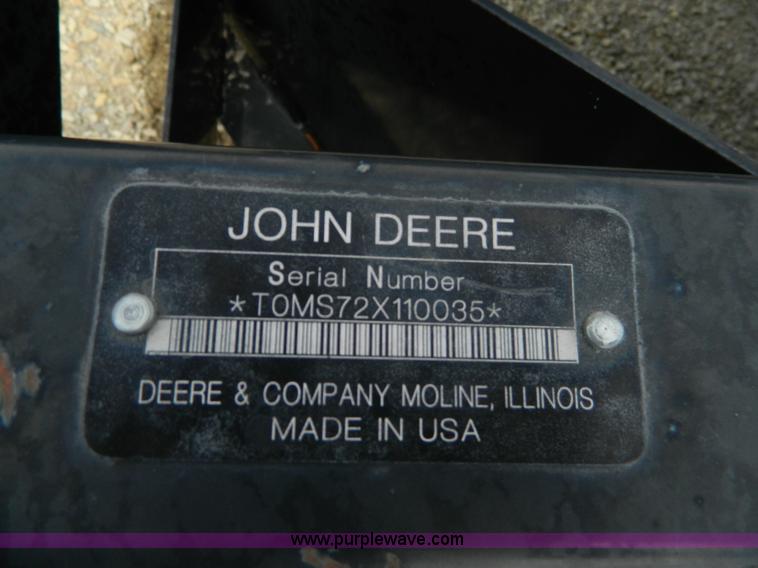 JOHN DEERE
Serial Number
*T0MS72X110035*
DEERE & COMPANY MOLINE, ILLINOIS
MADE IN USA
www.purplewave.com